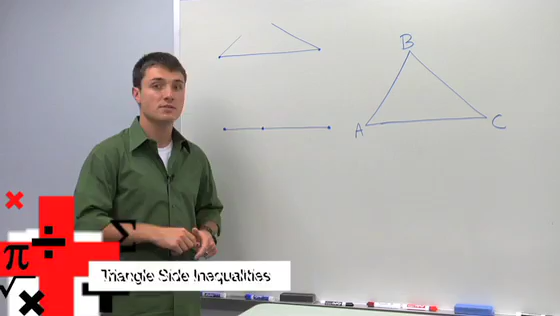 B
A
C
π
÷
Σ
√
×
Triangle Side Inequalities